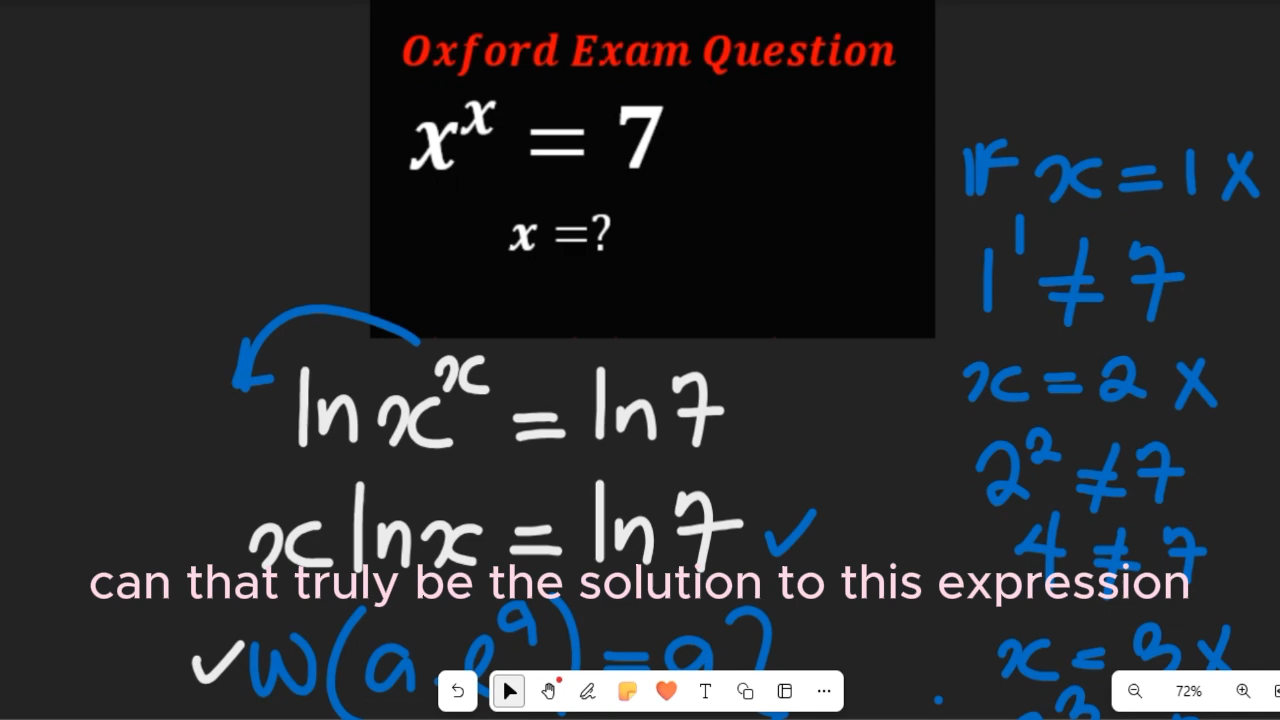 Oxford Exam Question
x^x = 7
x =?
ln x^x = ln 7
x ln x = ln 7 ✓
can that truly be the solution to this expression
✓ W(a e^a) = a ?
IF x = 1 X
1^1 ≠ 7
x = 2 X
2^2 ≠ 7
4 ≠ 7
x = 3 X
T
72%